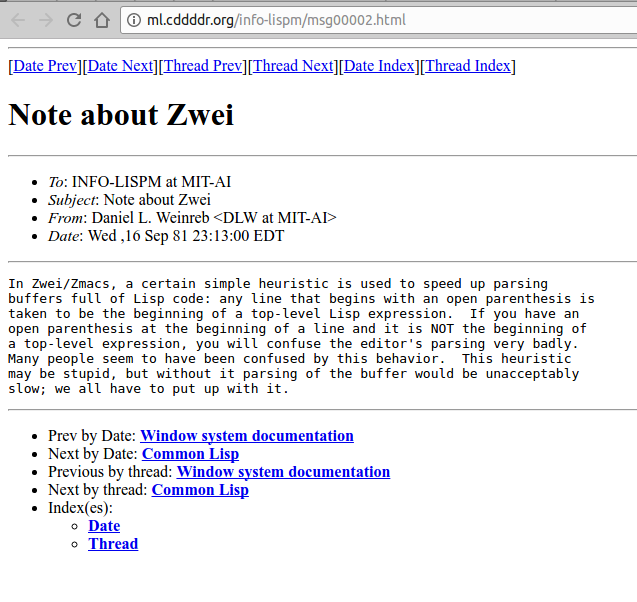 ml.cddddr.org/info-lispm/msg00002.html
[Date Prev][Date Next][Thread Prev][Thread Next][Date Index][Thread Index]
Note about Zwei
To: INFO-LISPM at MIT-AI
Subject: Note about Zwei
From: Daniel L. Weinreb <DLW at MIT-AI>
Date: Wed ,16 Sep 81 23:13:00 EDT
In Zwei/Zmacs, a certain simple heuristic is used to speed up parsing
buffers full of Lisp code: any line that begins with an open parenthesis is
taken to be the beginning of a top-level Lisp expression.  If you have an
open parenthesis at the beginning of a line and it is NOT the beginning of
a top-level expression, you will confuse the editor's parsing very badly.
Many people seem to have been confused by this behavior.  This heuristic
may be stupid, but without it parsing of the buffer would be unacceptably
slow; we all have to put up with it.
Prev by Date: Window system documentation
Next by Date: Common Lisp
Previous by thread: Window system documentation
Next by thread: Common Lisp
Index(es):
Date
Thread